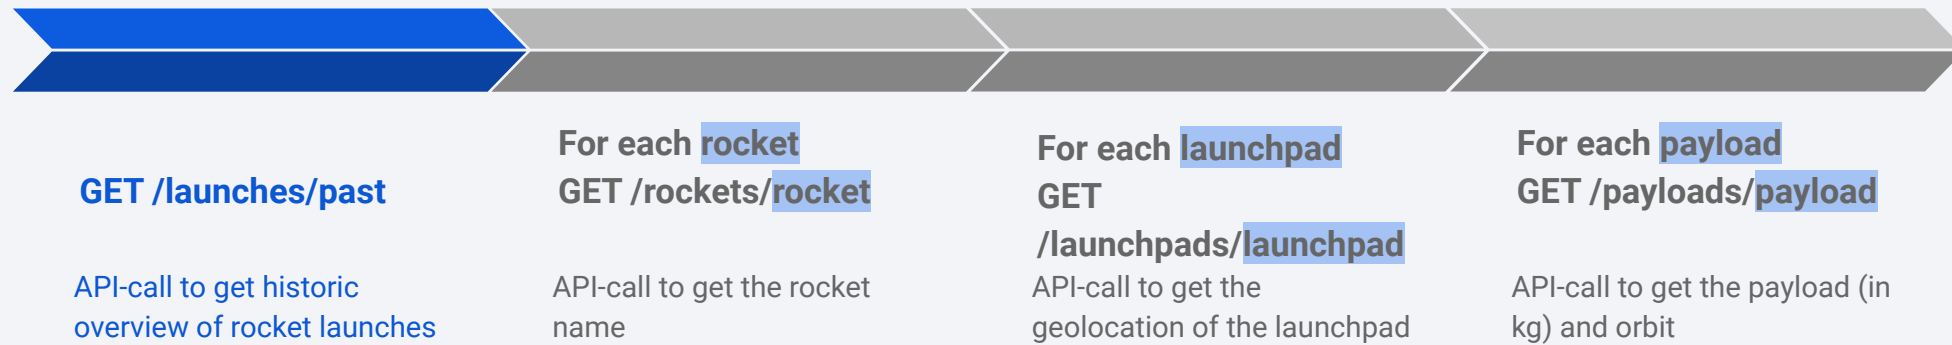 GET /launches/past
API-call to get historic
overview of rocket launches
For each rocket
GET /rockets/rocket
API-call to get the rocket
name
For each launchpad
GET
/launchpads/launchpad
API-call to get the
geolocation of the launchpad
For each payload
GET /payloads/payload
API-call to get the payload (in
kg) and orbit